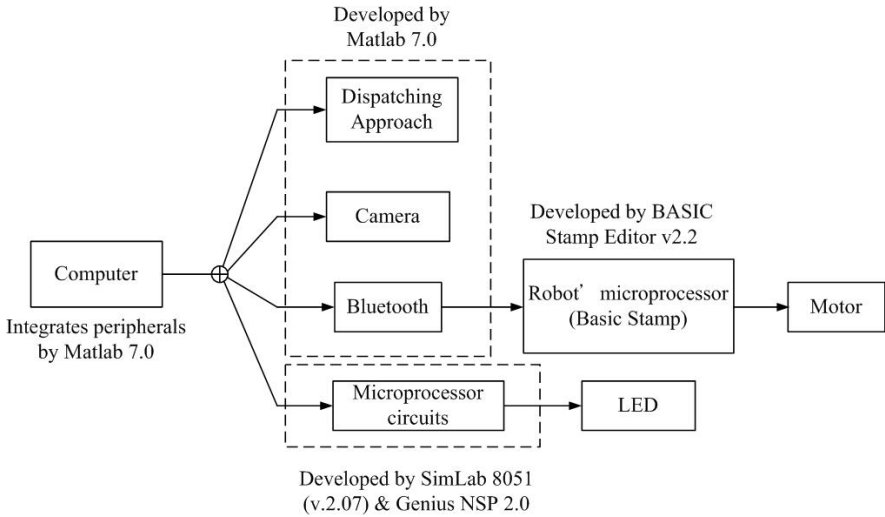 Developed by
Matlab 7.0
Dispatching
Approach
Camera
Developed by BASIC
Stamp Editor v2.2
Computer
Bluetooth
Robot’ microprocessor
(Basic Stamp)
Motor
Integrates peripherals
by Matlab 7.0
Microprocessor
circuits
LED
Developed by SimLab 8051
(v.2.07) & Genius NSP 2.0